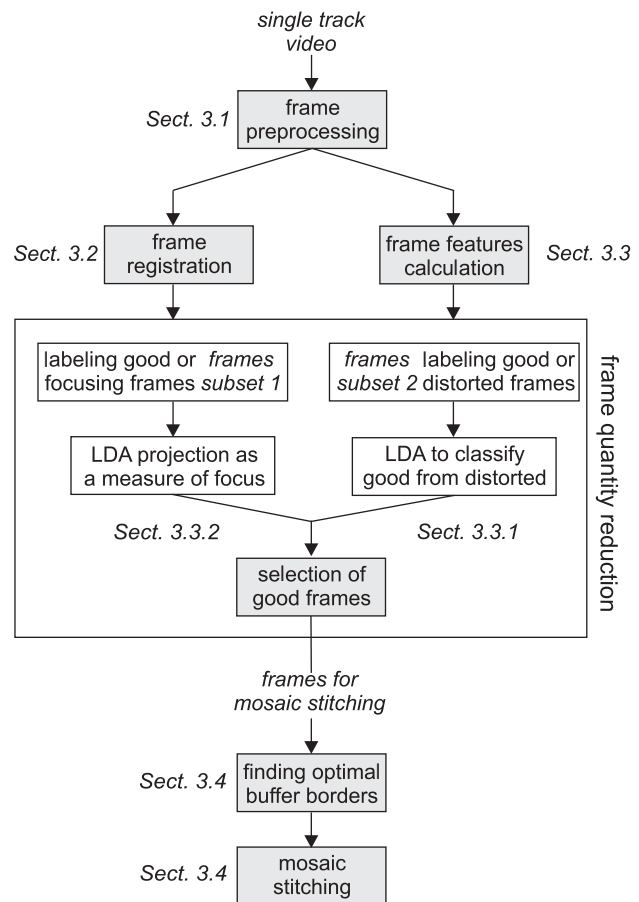 single track
video
Sect. 3.1
frame
preprocessing
Sect. 3.2
frame
registration
frame features
calculation
Sect. 3.3
labeling good or frames
focusing frames subset 1
frames labeling good or
subset 2 distorted frames
frame quantity reduction
LDA projection as
a measure of focus
LDA to classify
good from distorted
Sect. 3.3.2
Sect. 3.3.1
selection of
good frames
frames for
mosaic stitching
Sect. 3.4
finding optimal
buffer borders
Sect. 3.4
mosaic
stitching